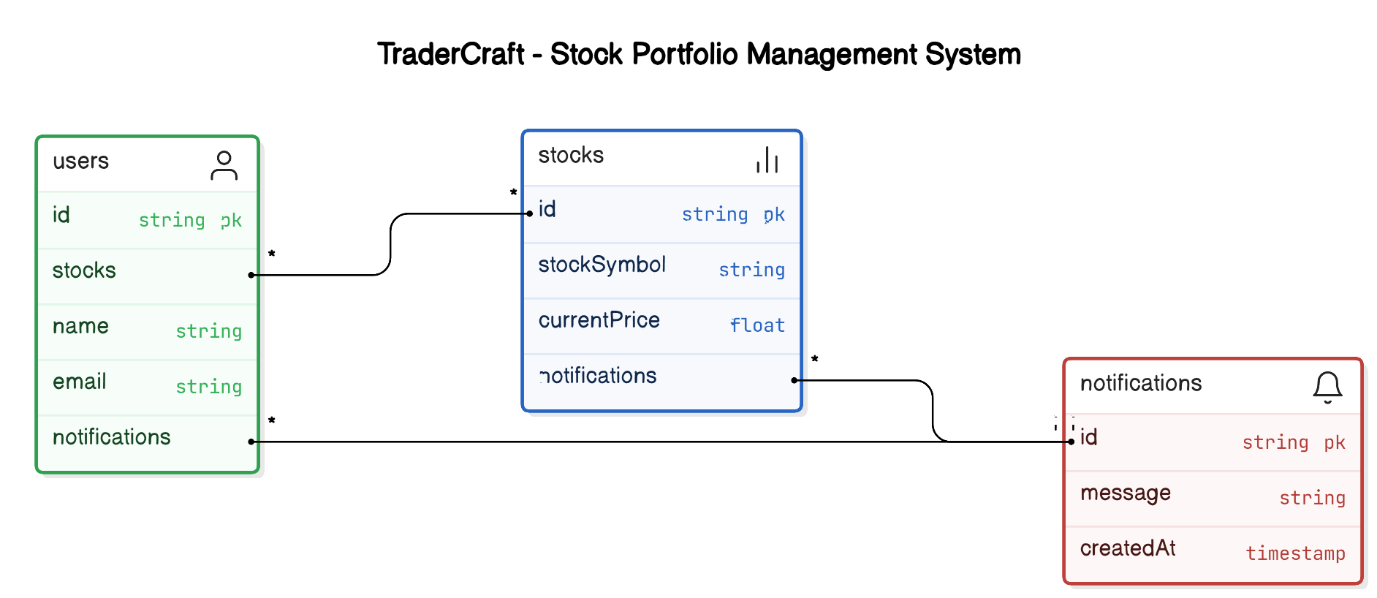 TraderCraft - Stock Portfolio Management System
users
id string pk
stocks *
name string
email string
notifications *
stocks
* id string pk
stockSymbol string
currentPrice float
notifications *
notifications
id string pk
message string
createdAt timestamp